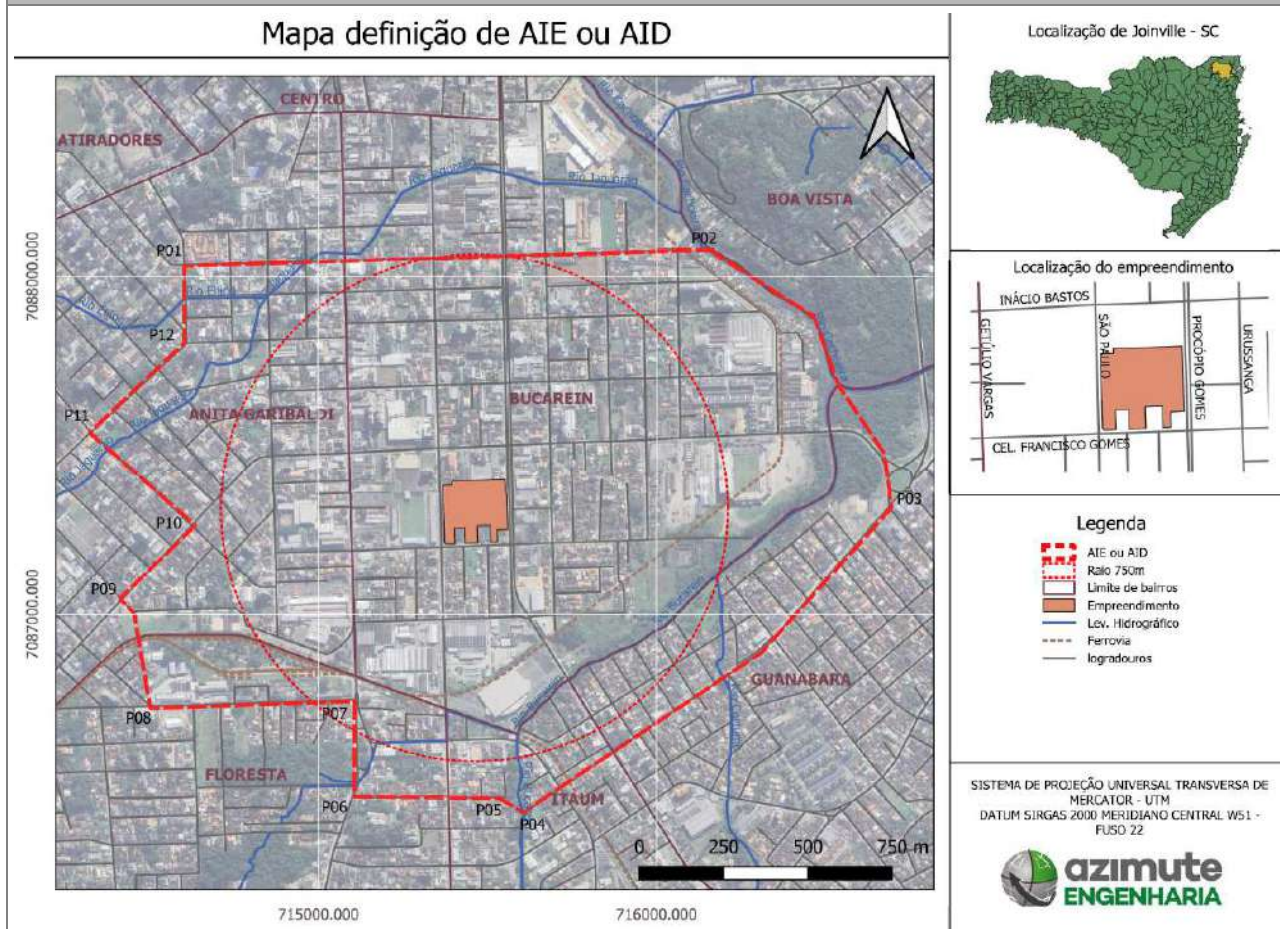 Mapa definição de AIE ou AID
CENTRO
ATIRADORES
Rio Jaguarão
BOA VISTA
P01
P02
P12
P11
ANITA GARIBALDI
BUCAREIN
P03
P10
P09
GUANABARA
P08
P07
FLORESTA
P06
P05
ITAUM
P04
0 250 500 750 m
7088000.000
7087000.000
715000.000
716000.000
Localização de Joinville - SC
Localização do empreendimento
INÁCIO BASTOS
GETÚLIO VARGAS
SÃO PAULO
PROCÓPIO GOMES
URUSSANGA
CEL. FRANCISCO GOMES
Legenda
AIE ou AID
Raio 750m
Limite de bairros
Empreendimento
Lev. Hidrográfico
Ferrovia
logradouros
SISTEMA DE PROJEÇÃO UNIVERSAL TRANSVERSA DE
MERCATOR - UTM
DATUM SIRGAS 2000 MERIDIANO CENTRAL W51 -
FUSO 22
azimute
ENGENHARIA